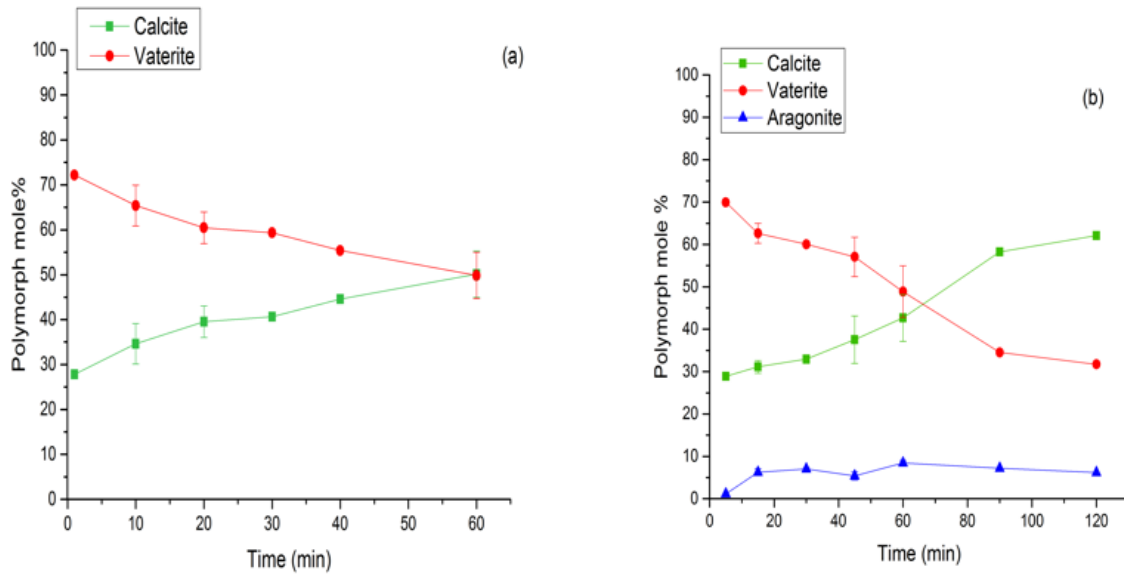 Calcite
Vaterite
(a)
100
90
80
70
60
50
40
30
20
10
0
Polymorph mole%
0 10 20 30 40 50 60
Time (min)
Calcite
Vaterite
Aragonite
(b)
100
90
80
70
60
50
40
30
20
10
0
Polymorph mole %
0 20 40 60 80 100 120
Time (min)